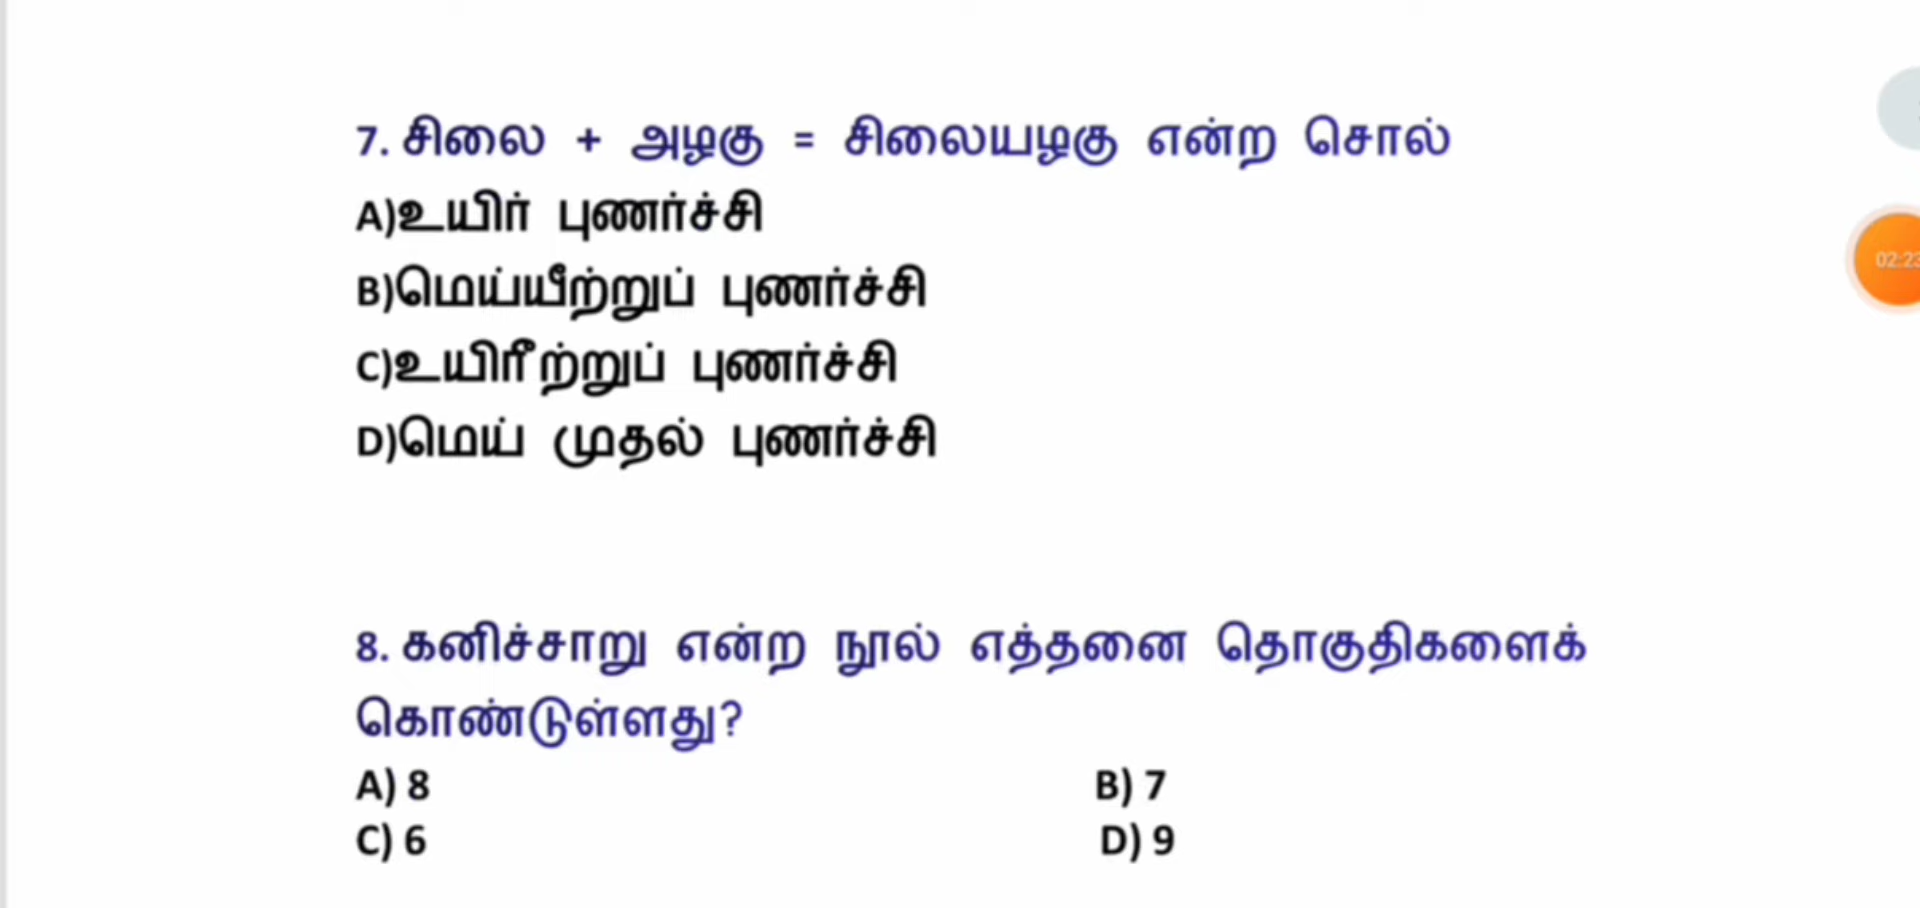 7. சிலை + அழகு = சிலையழகு என்ற சொல்
A)உயிர் புணர்ச்சி
B)மெய்யீற்றுப் புணர்ச்சி
C)உயிரீற்றுப் புணர்ச்சி
D)மெய் முதல் புணர்ச்சி
8. கனிச்சாறு என்ற நூல் எத்தனை தொகுதிகளைக்
கொண்டுள்ளது?
A) 8 B) 7
C) 6 D) 9